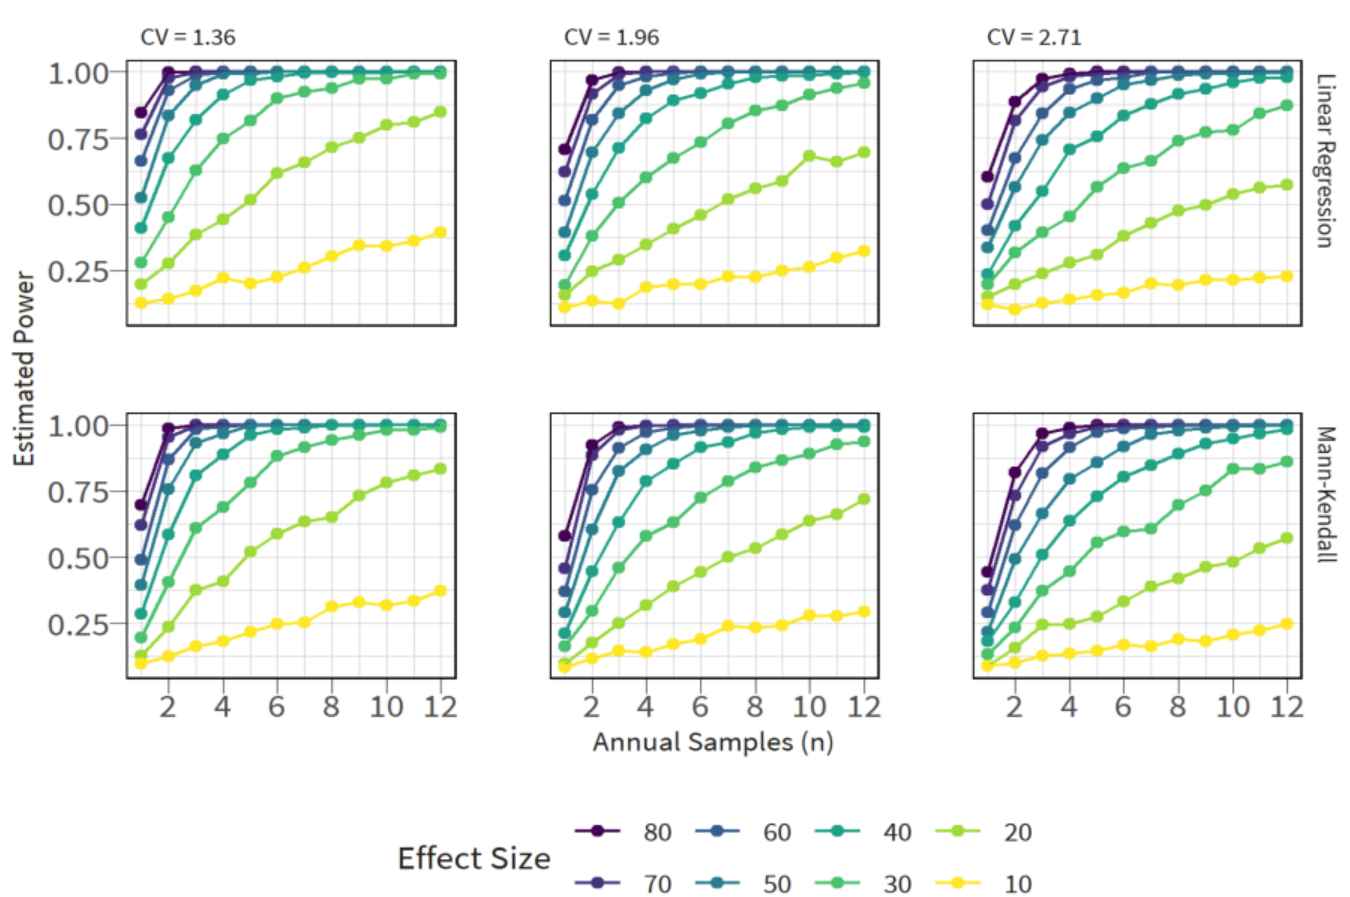 CV = 1.36
CV = 1.96
CV = 2.71
1.00
0.75
0.50
0.25
Linear Regression
Estimated Power
1.00
0.75
0.50
0.25
Mann-Kendall
2 4 6 8 10 12
2 4 6 8 10 12
2 4 6 8 10 12
Annual Samples (n)
Effect Size
80 60 40 20
70 50 30 10